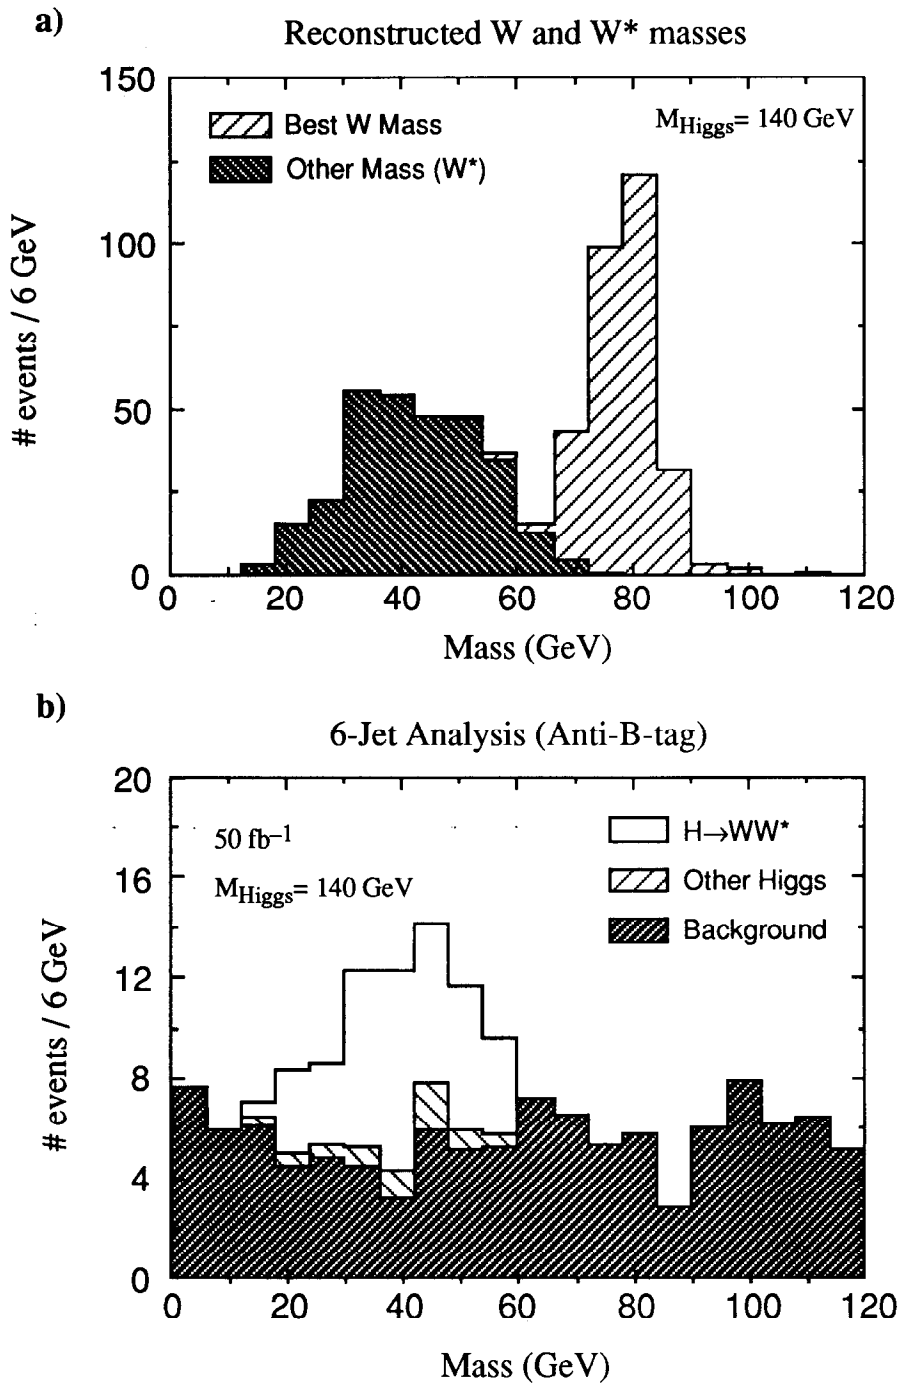 a)
Reconstructed W and W* masses
150
100
50
0
# events / 6 GeV
Best W Mass
Other Mass (W*)
MHiggs= 140 GeV
0 20 40 60 80 100 120
Mass (GeV)
b)
6-Jet Analysis (Anti-B-tag)
20
16
12
8
4
0
# events / 6 GeV
50 fb–1
MHiggs= 140 GeV
H→WW*
Other Higgs
Background
0 20 40 60 80 100 120
Mass (GeV)